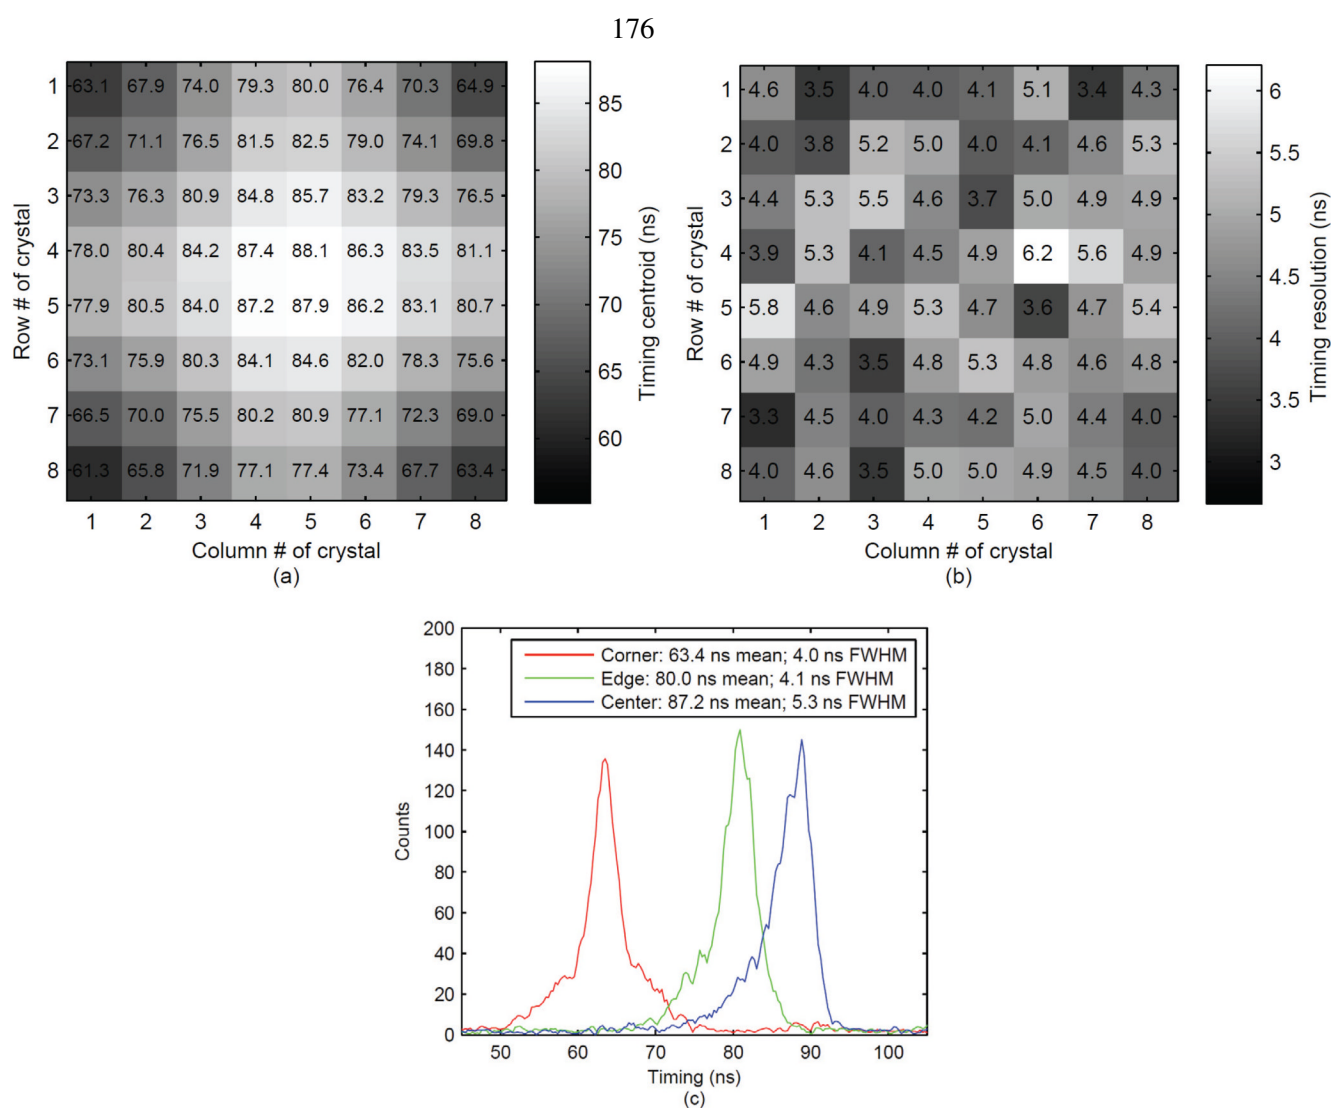 176
1 63.1 67.9 74.0 79.3 80.0 76.4 70.3 64.9
2 67.2 71.1 76.5 81.5 82.5 79.0 74.1 69.8
3 73.3 76.3 80.9 84.8 85.7 83.2 79.3 76.5
4 78.0 80.4 84.2 87.4 88.1 86.3 83.5 81.1
5 77.9 80.5 84.0 87.2 87.9 86.2 83.1 80.7
6 73.1 75.9 80.3 84.1 84.6 82.0 78.3 75.6
7 66.5 70.0 75.5 80.2 80.9 77.1 72.3 69.0
8 61.3 65.8 71.9 77.1 77.4 73.4 67.7 63.4
1 2 3 4 5 6 7 8
Row # of crystal
Column # of crystal
(a)
85
80
75
70
65
60
Timing centroid (ns)
1 4.6 3.5 4.0 4.0 4.1 5.1 3.4 4.3
2 4.0 3.8 5.2 5.0 4.0 4.1 4.6 5.3
3 4.4 5.3 5.5 4.6 3.7 5.0 4.9 4.9
4 3.9 5.3 4.1 4.5 4.9 6.2 5.6 4.9
5 5.8 4.6 4.9 5.3 4.7 3.6 4.7 5.4
6 4.9 4.3 3.5 4.8 5.3 4.8 4.6 4.8
7 3.3 4.5 4.0 4.3 4.2 5.0 4.4 4.0
8 4.0 4.6 3.5 5.0 5.0 4.9 4.5 4.0
1 2 3 4 5 6 7 8
Row # of crystal
Column # of crystal
(b)
6
5.5
5
4.5
4
3.5
3
Timing resolution (ns)
200
180
160
140
120
100
80
60
40
20
0
Counts
Corner: 63.4 ns mean; 4.0 ns FWHM
Edge: 80.0 ns mean; 4.1 ns FWHM
Center: 87.2 ns mean; 5.3 ns FWHM
50 60 70 80 90 100
Timing (ns)
(c)